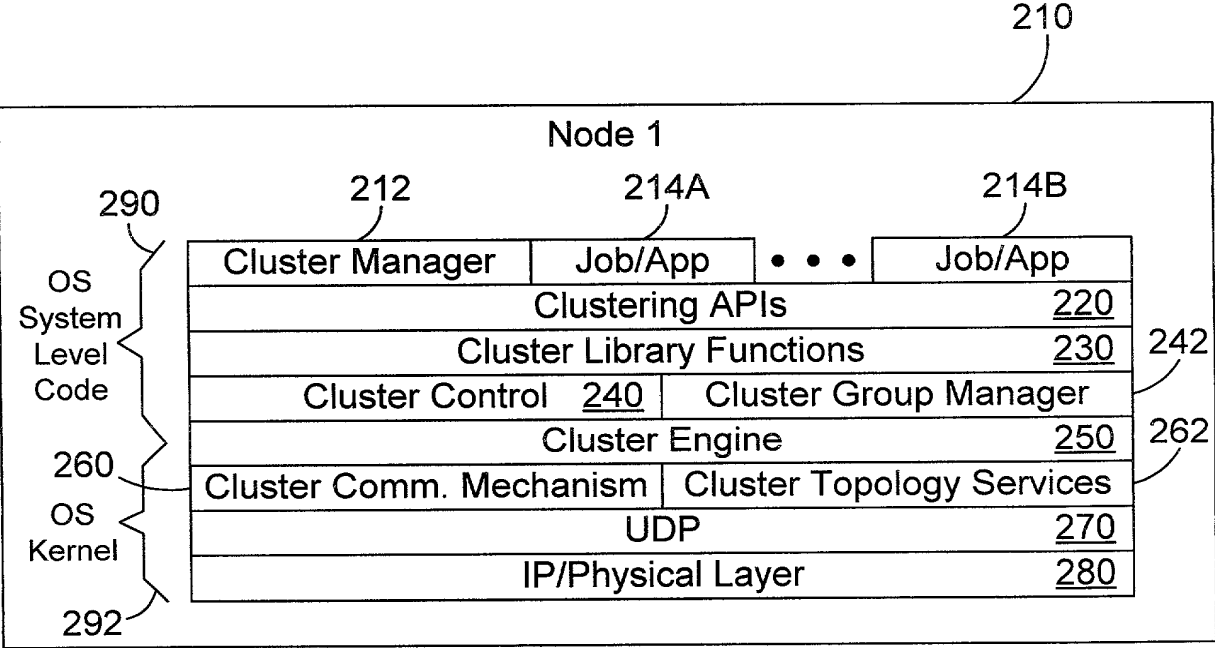 210
Node 1
290
212
214A
214B
Cluster Manager
Job/App
• • •
Job/App
OS
System
Level
Code
Clustering APIs 220
Cluster Library Functions 230
242
Cluster Control 240
Cluster Group Manager
Cluster Engine 250
262
260
Cluster Comm. Mechanism
Cluster Topology Services
OS
Kernel
UDP 270
IP/Physical Layer 280
292